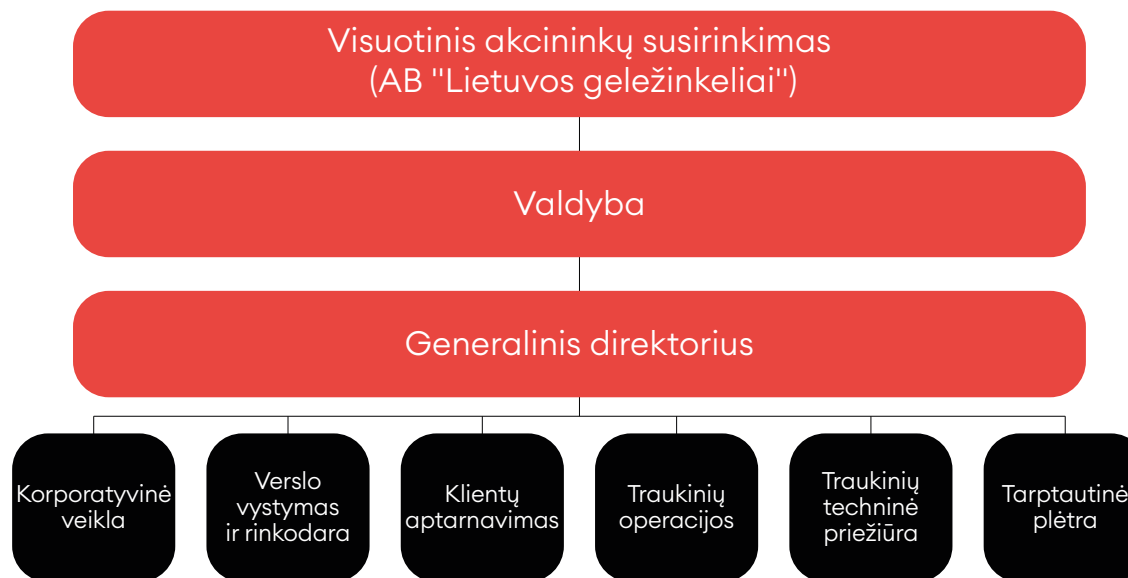 Visuotinis akcininkų susirinkimas
(AB "Lietuvos geležinkeliai")
Valdyba
Generalinis direktorius
Korporatyvinė
veikla
Verslo
vystymas
ir rinkodara
Klientų
aptarnavimas
Traukinių
operacijos
Traukinių
techninė
priežiūra
Tarptautinė
plėtra